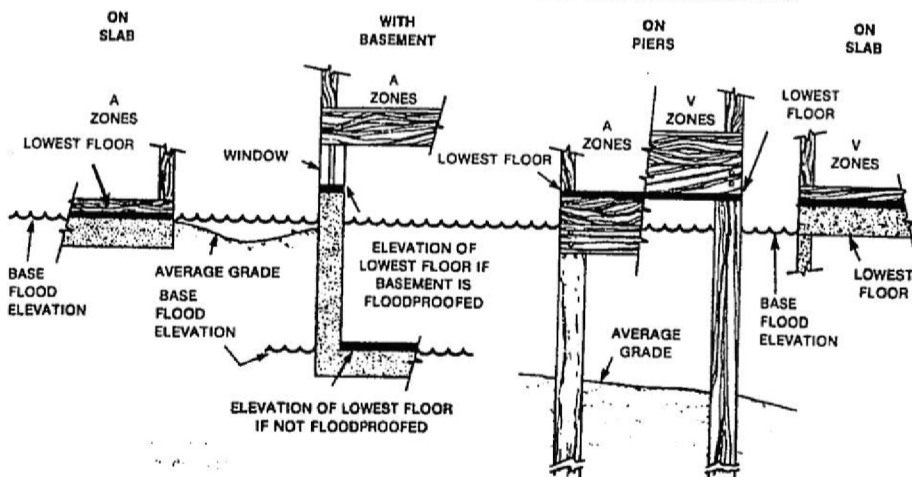 ON
SLAB
WITH
BASEMENT
ON
PIERS
ON
SLAB
A
ZONES
LOWEST FLOOR
A
ZONES
WINDOW
LOWEST FLOOR
A
ZONES
V
ZONES
LOWEST
FLOOR
V
ZONES
BASE
FLOOD
ELEVATION
AVERAGE GRADE
BASE
FLOOD
ELEVATION
ELEVATION OF
LOWEST FLOOR IF
BASEMENT IS
FLOODPROOFED
ELEVATION OF LOWEST FLOOR
IF NOT FLOODPROOFED
AVERAGE
GRADE
BASE
FLOOD
ELEVATION
LOWEST
FLOOR